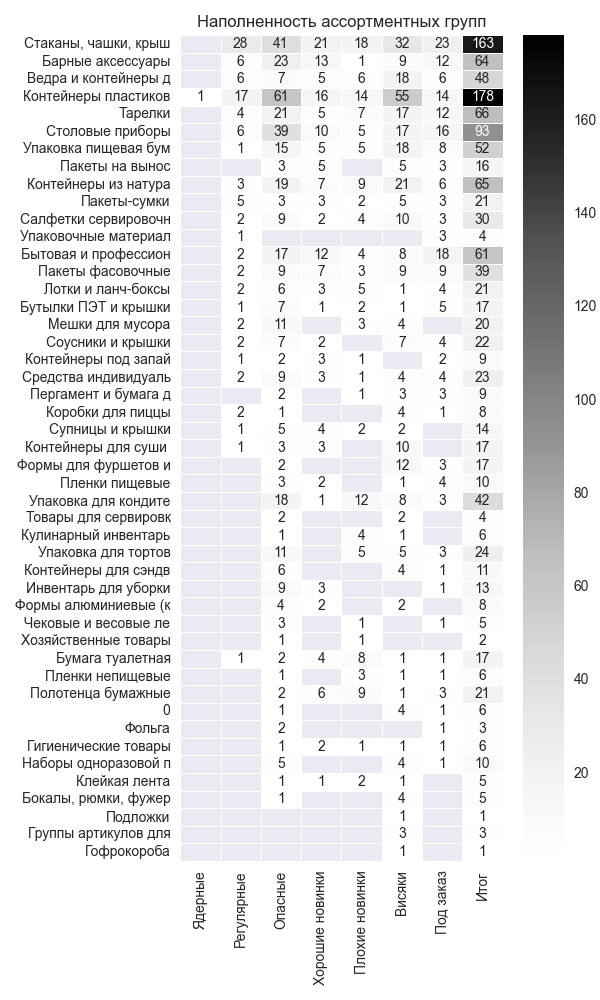 Наполненность ассортментных групп
Стаканы, чашки, крыш 28 41 21 18 32 23 163
Барные аксессуары 6 23 13 1 9 12 64
Ведра и контейнеры д 6 7 5 6 18 6 48
Контейнеры пластиков 1 17 61 16 14 55 14 178
Тарелки 4 21 5 7 17 12 66
Столовые приборы 6 39 10 5 17 16 93
Упаковка пищевая бум 1 15 5 5 18 8 52
Пакеты на вынос 3 5 5 3 16
Контейнеры из натура 3 19 7 9 21 6 65
Пакеты-сумки 5 3 3 2 5 3 21
Салфетки сервировочн 2 9 2 4 10 3 30
Упаковочные материал 1 3 4
Бытовая и профессион 2 17 12 4 8 18 61
Пакеты фасовочные 2 9 7 3 9 9 39
Лотки и ланч-боксы 2 6 3 5 1 4 21
Бутылки ПЭТ и крышки 1 7 1 2 1 5 17
Мешки для мусора 2 11 3 4 20
Соусники и крышки 2 7 2 7 4 22
Контейнеры под запай 1 2 3 1 2 9
Средства индивидуаль 2 9 3 1 4 4 23
Пергамент и бумага д 2 1 3 3 9
Коробки для пиццы 2 1 4 1 8
Супницы и крышки 1 5 4 2 2 14
Контейнеры для суши 1 3 3 10 17
Формы для фуршетов и 2 12 3 17
Пленки пищевые 3 2 1 4 10
Упаковка для кондите 18 1 12 8 3 42
Товары для сервировк 2 2 4
Кулинарный инвентарь 1 4 1 6
Упаковка для тортов 11 5 5 3 24
Контейнеры для сэндв 6 4 1 11
Инвентарь для уборки 9 3 1 13
Формы алюминиевые (к 4 2 2 8
Чековые и весовые ле 3 1 1 5
Хозяйственные товары 1 1 2
Бумага туалетная 1 2 4 8 1 1 17
Пленки непищевые 1 3 1 1 6
Полотенца бумажные 2 6 9 1 3 21
0 1 4 1 6
Фольга 2 1 3
Гигиенические товары 1 2 1 1 1 6
Наборы одноразовой п 5 4 1 10
Клейкая лента 1 1 2 1 5
Бокалы, рюмки, фужер 1 4 5
Подложки 1 1
Группы артикулов для 3 3
Гофрокороба 1 1
Ядерные
Регулярные
Опасные
Хорошие новинки
Плохие новинки
Висяки
Под заказ
Итог
160
140
120
100
80
60
40
20